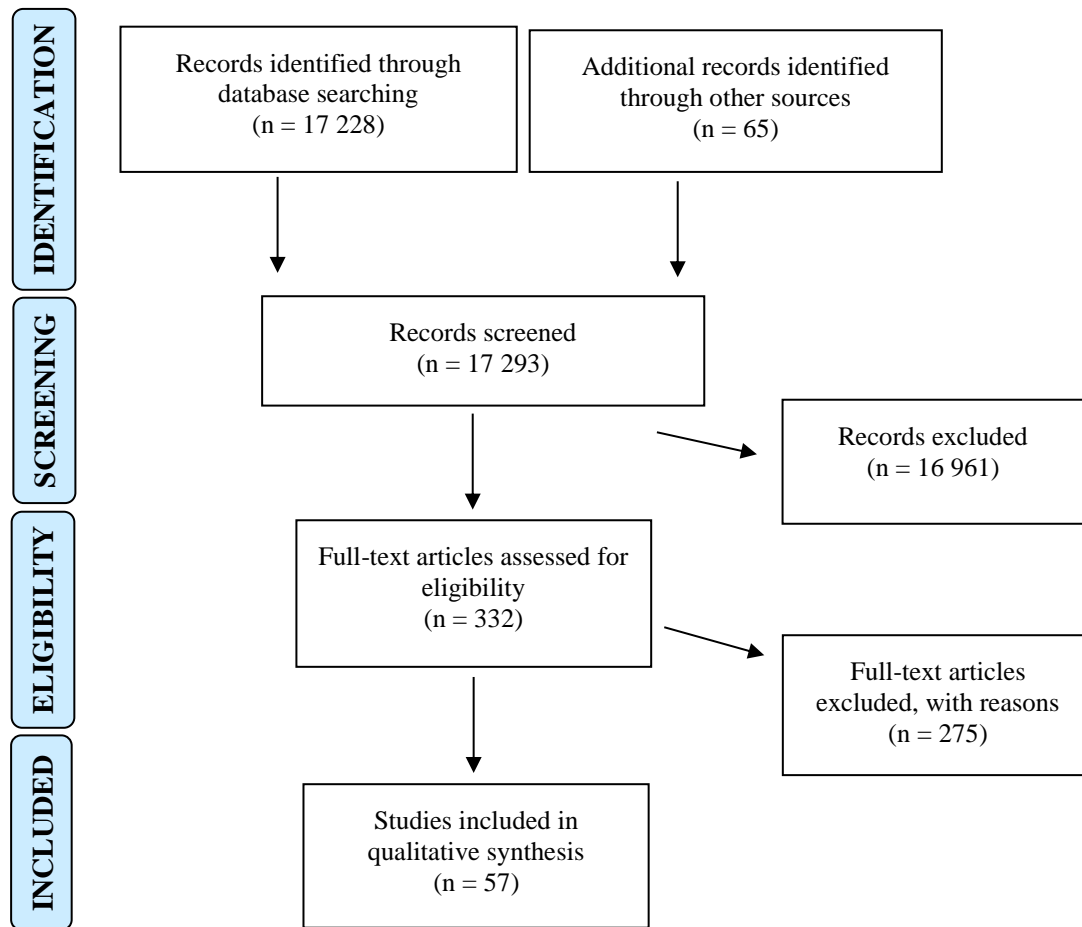 IDENTIFICATION
Records identified through
database searching
(n = 17 228)
Additional records identified
through other sources
(n = 65)
SCREENING
Records screened
(n = 17 293)
Records excluded
(n = 16 961)
ELIGIBILITY
Full-text articles assessed for
eligibility
(n = 332)
Full-text articles
excluded, with reasons
(n = 275)
INCLUDED
Studies included in
qualitative synthesis
(n = 57)